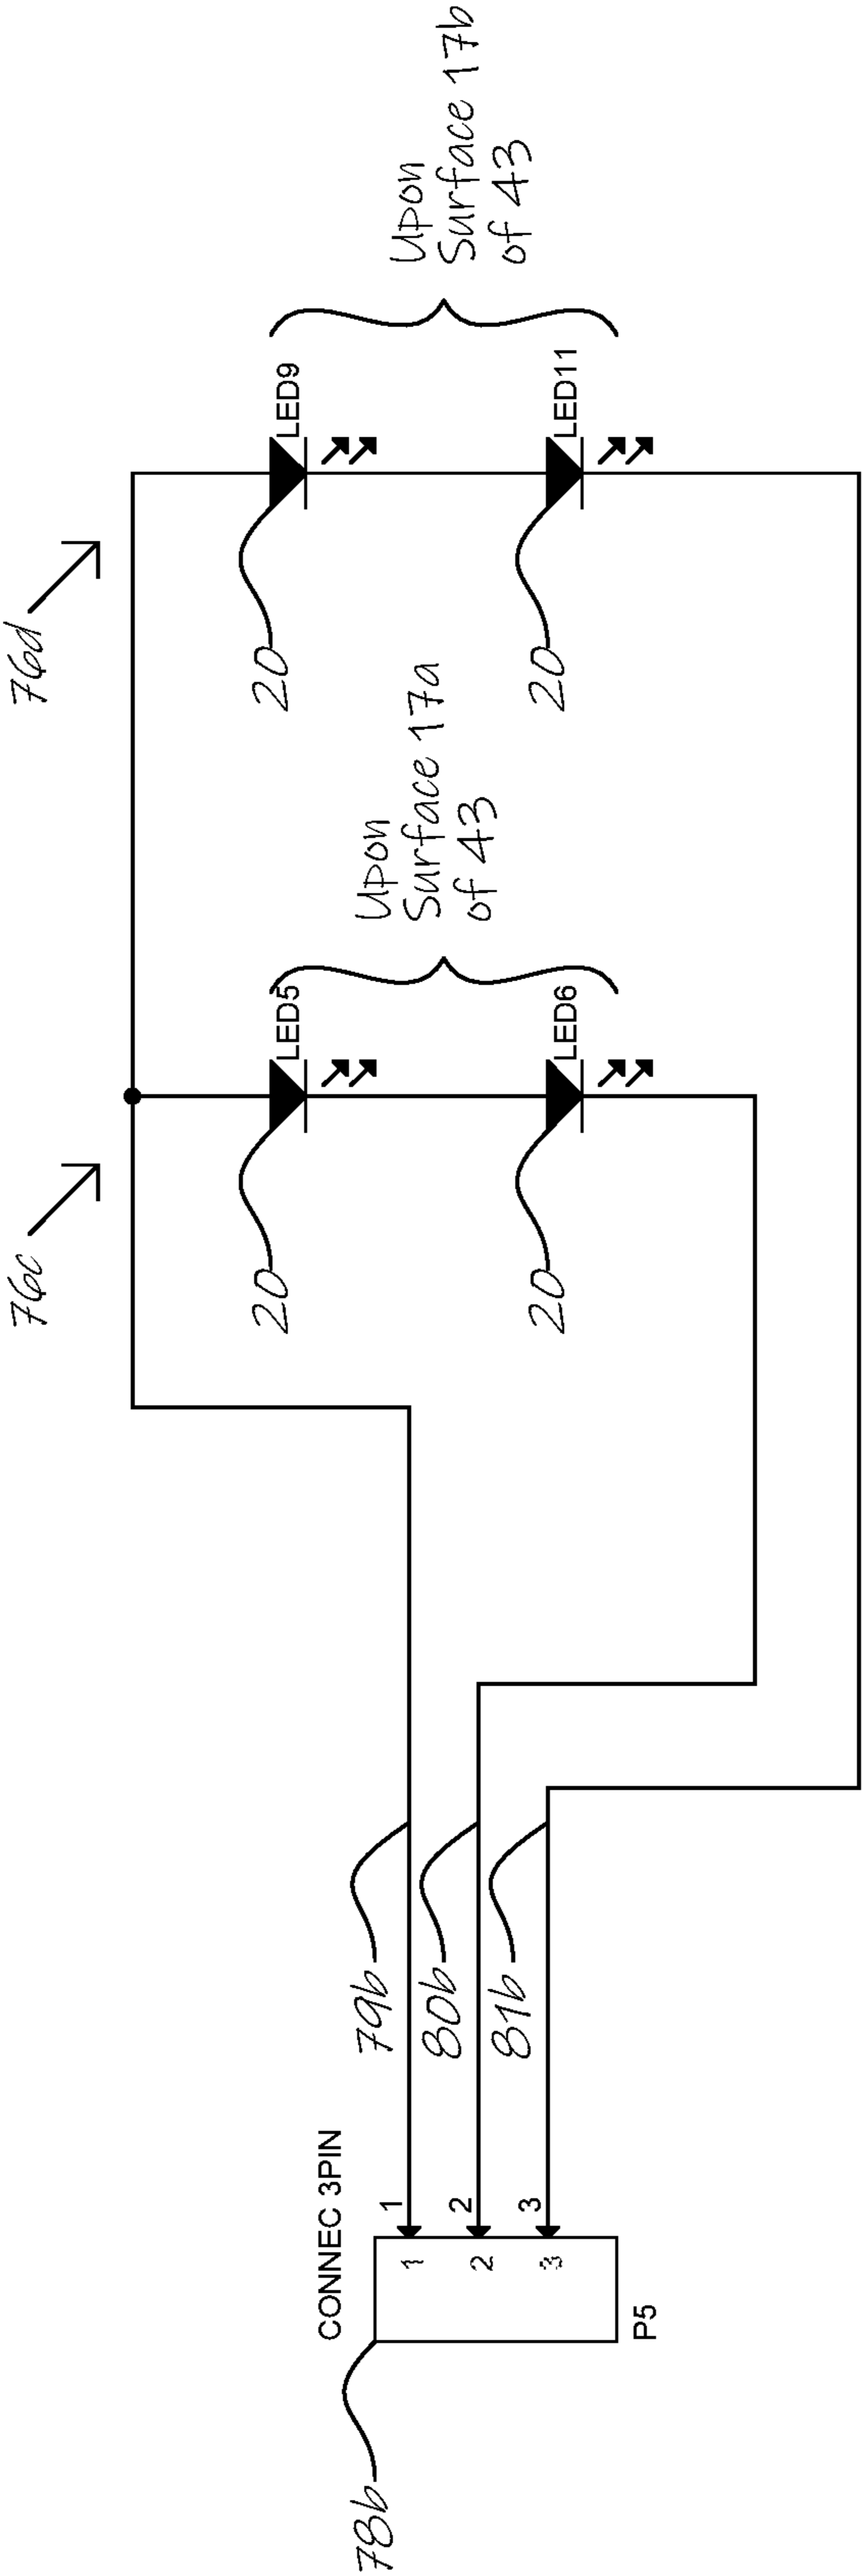 76c
76d
20
LED5
20
LED9
20
LED6
20
LED11
Upon
Surface 17a
of 43
Upon
Surface 17b
of 43
78b
CONNEC 3PIN
79b
80b
81b
1
1
2
2
3
3
P5